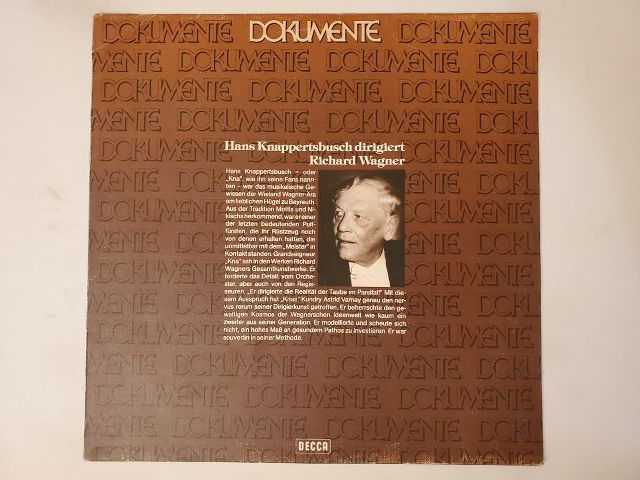 DOKUMENTE DOKUMENTE DOKUMENTE
Hans Knappertsbusch dirigiert
Richard Wagner
Hans Knappertsbusch – oder
„Kna", wie ihn seine Fans nann-
ten – war das musikalische Ge-
wissen der Wieland Wagner-Ära
am lieblichen Hügel zu Bayreuth.
Aus der Tradition Mottls und Ni-
kischs herkommend, war er einer
der letzten bedeutenden Pult-
fürsten, die ihr Rüstzeug noch
von denen erhalten hatten, die
unmittelbar mit dem „Meister" in
Kontakt standen. Grandseigneur
„Kna" sah in den Werken Richard
Wagners Gesamtkunstwerke. Er
forderte das Detail: vom Orche-
ster, aber auch von den Regis-
seuren. „Er dirigierte die Realität der Taube im Parsifal!" Mit die-
sem Ausspruch hat Kundry Astrid Varnay genau den ner-
vus rerum seiner Dirigierkunst getroffen. Er beherrschte den ge-
waltigen Kosmos der Wagnerschen Ideenwelt wie kaum ein
zweiter aus seiner Generation. Er modellierte und scheute sich
nicht, ein hohes Maß an gesundem Pathos zu investieren. Er war
souverän in seiner Methode.
DECCA